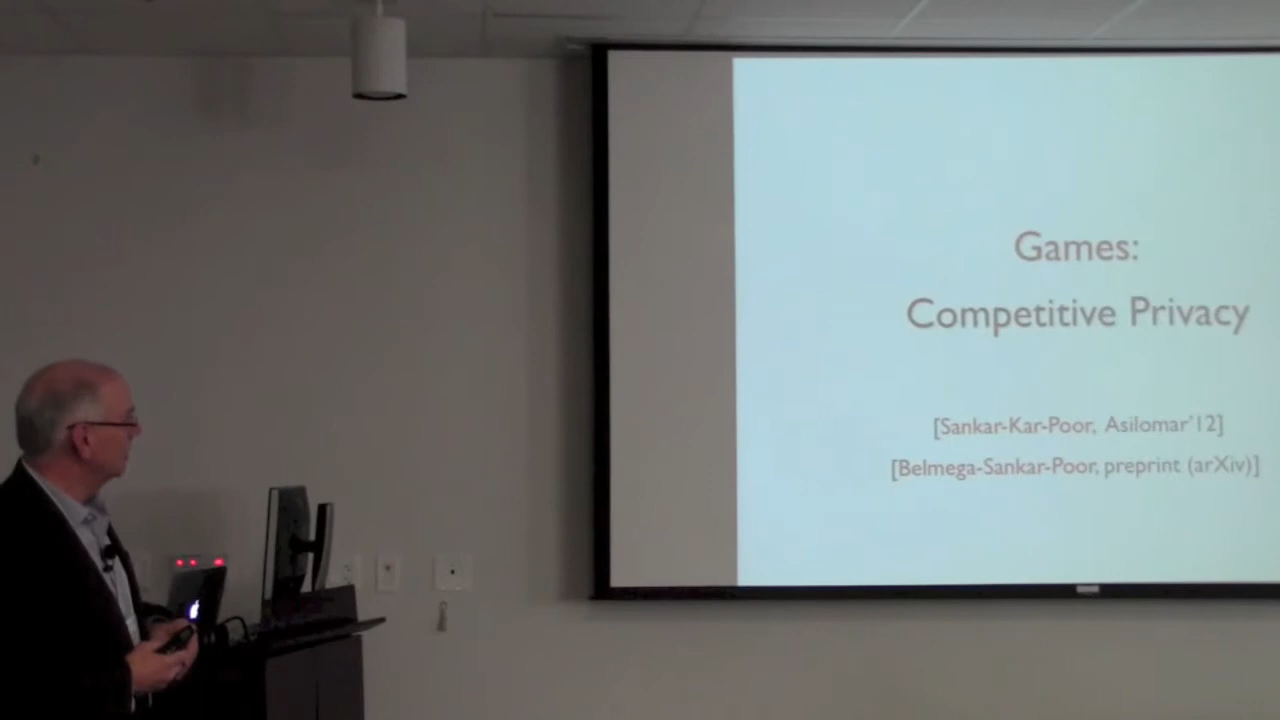 Games:
Competitive Privacy
[Sankar-Kar-Poor, Asilomar'12]
[Belmega-Sankar-Poor, preprint (arXiv)]